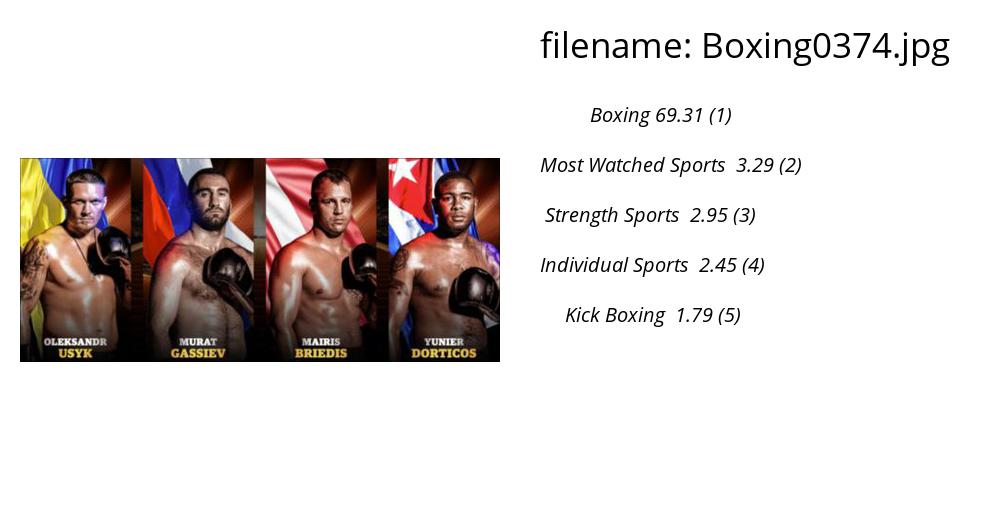 filename: Boxing0374.jpg
Boxing 69.31 (1)
Most Watched Sports 3.29 (2)
Strength Sports 2.95 (3)
Individual Sports 2.45 (4)
Kick Boxing 1.79 (5)
OLEKSANDR
USYK
MURAT
GASSIEV
MAIRIS
BRIEDIS
YUNIER
DORTICOS